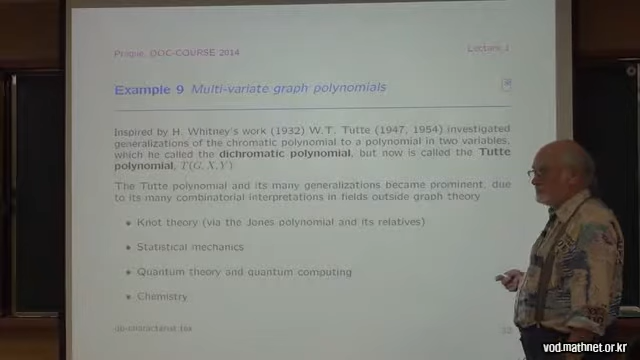 Prague, DOC-COURSE 2014
Lecture 1
Example 9 Multi-variate graph polynomials
Inspired by H. Whitney's work (1932) W.T. Tutte (1947, 1954) investigated
generalizations of the chromatic polynomial to a polynomial in two variables,
which he called the dichromatic polynomial, but now is called the Tutte
polynomial, T(G, X, Y)
The Tutte polynomial and its many generalizations became prominent, due
to its many combinatorial interpretations in fields outside graph theory
• Knot theory (via the Jones polynomial and its relatives)
• Statistical mechanics
• Quantum theory and quantum computing
• Chemistry
vod.mathnet.or.kr